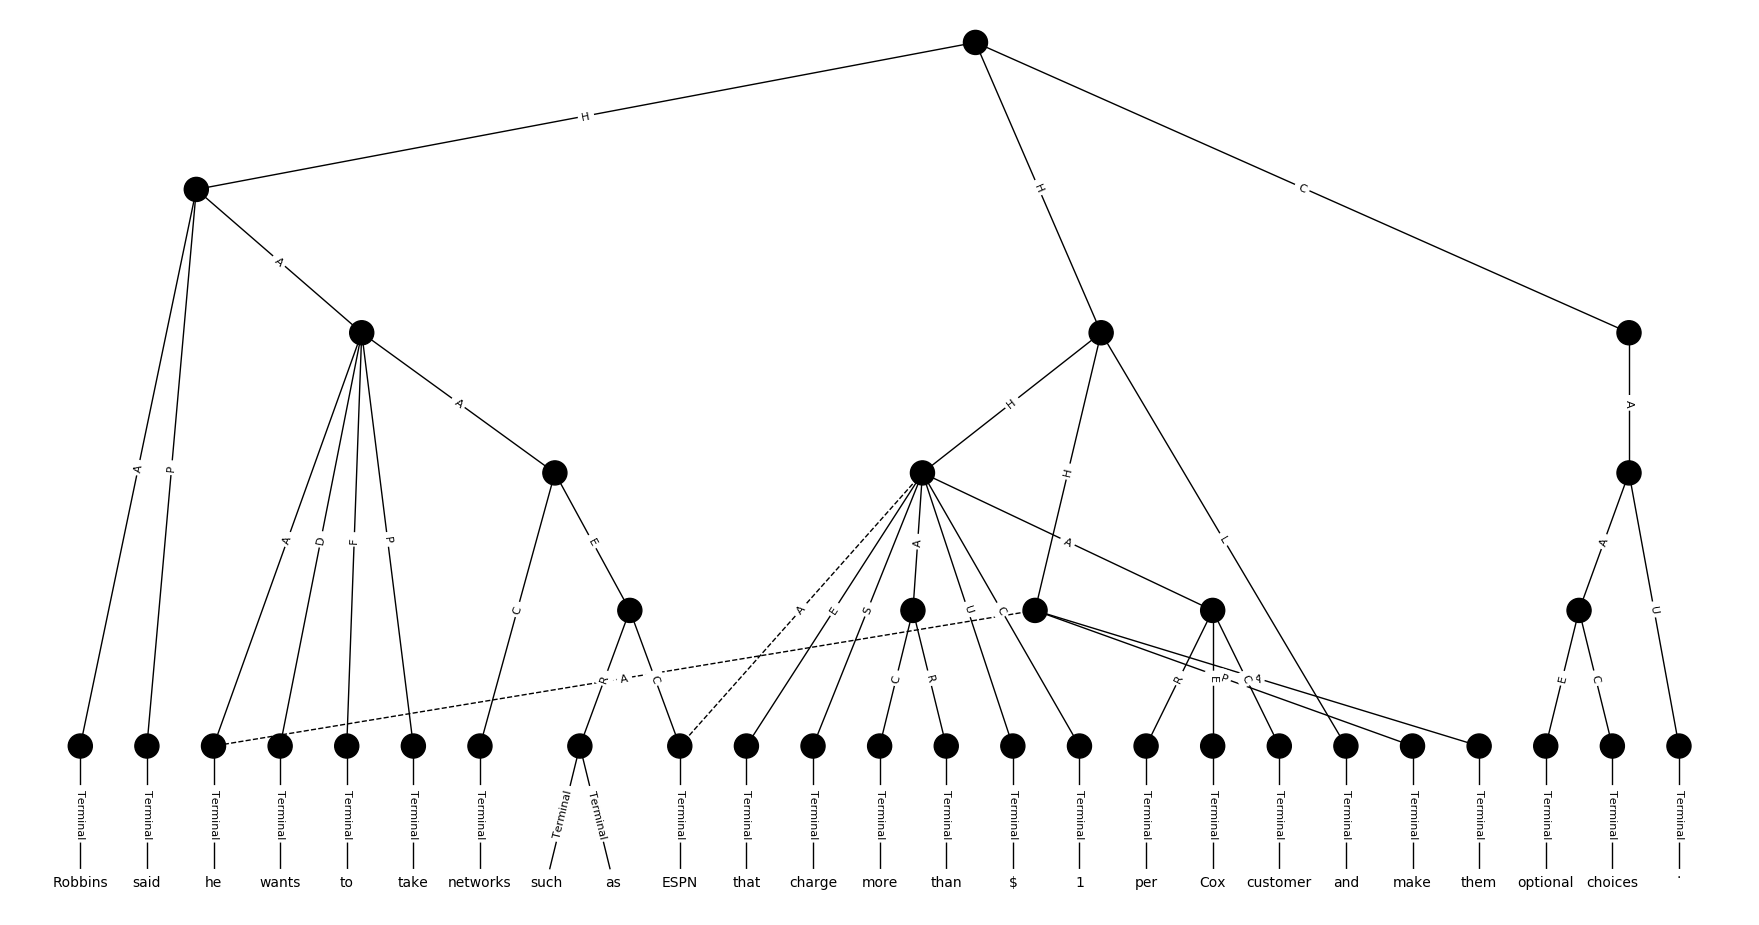 H
H
C
A
A
A
H
A
P
H
A
D
F
P
E
A
A
L
A
C
A
E
S
U
C
U
R
A
C
C
R
R
E
P
C
A
E
C
Terminal Terminal Terminal Terminal Terminal Terminal Terminal Terminal Terminal Terminal Terminal Terminal Terminal Terminal Terminal Terminal Terminal Terminal Terminal Terminal Terminal Terminal Terminal Terminal Terminal
Robbins said he wants to take networks such as ESPN that charge more than $ 1 per Cox customer and make them optional choices .